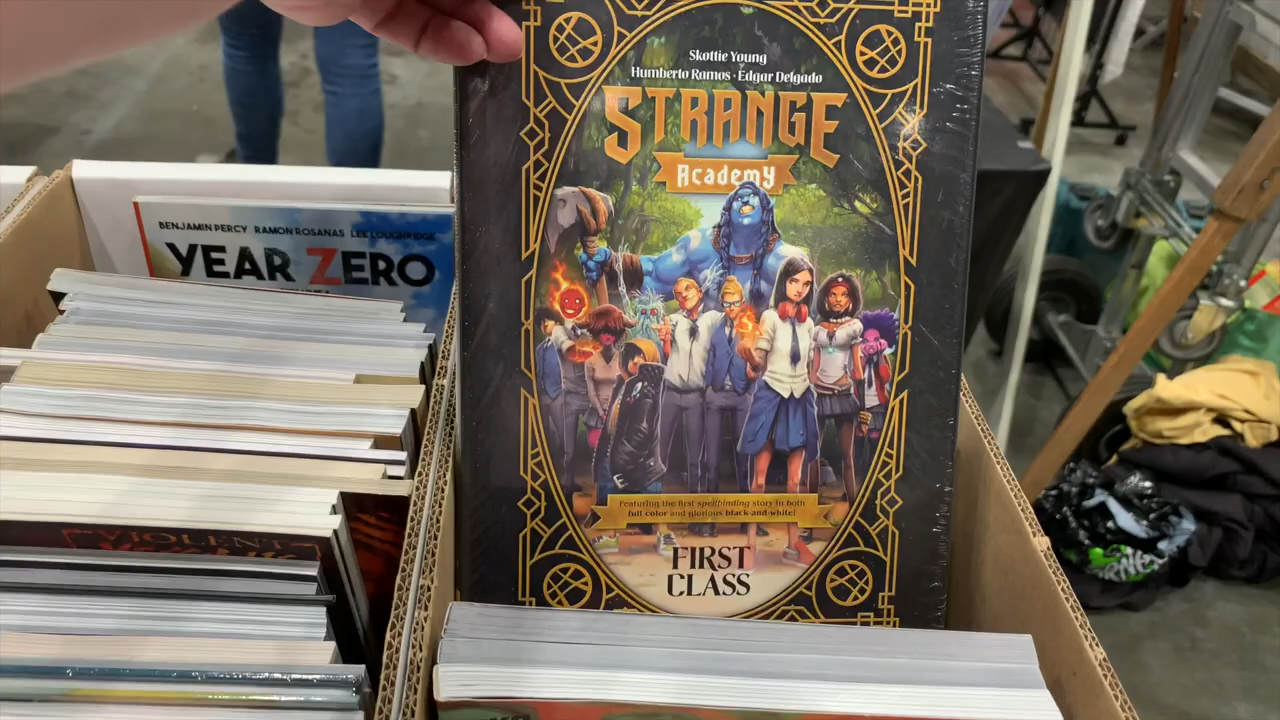 Skottie Young
Humberto Ramos · Edgar Delgado
STRANGE
Academy
Featuring the first spellbinding story in both
full color and glorious black-and-white!
FIRST
CLASS
BENJAMIN PERCY RAMON ROSANAS LEE LOUGHRIDGE
YEAR ZERO
VIOLENT